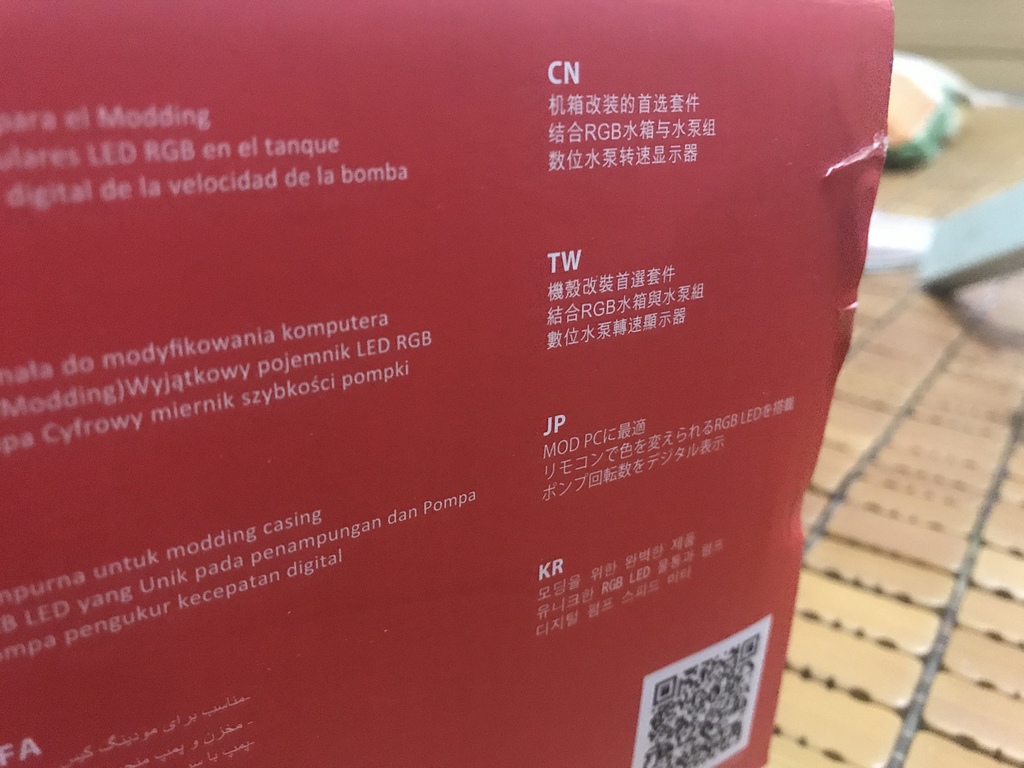 para el Modding
LED RGB en el tanque
digital de la velocidad de la bomba
do modyfikowania komputera
Modding)Wyjątkowy pojemnik LED RGB
Cyfrowy miernik szybkości pompki
untuk modding casing
LED yang Unik pada penampungan dan Pompa
pengukur kecepatan digital
FA
مناسب برای مودینگ کیس
- مخزن و پمپ
CN
机箱改装的首选套件
结合RGB水箱与水泵组
数位水泵转速显示器
TW
機殼改裝首選套件
結合RGB水箱與水泵組
數位水泵轉速顯示器
JP
MOD PCに最適
リモコンで色を変えられるRGB LEDを搭載
ポンプ回転数をデジタル表示
KR
모딩을 위한 완벽한 제품
유니크한 RGB LED 물통과 펌프
디지털 펌프 스피드 미터